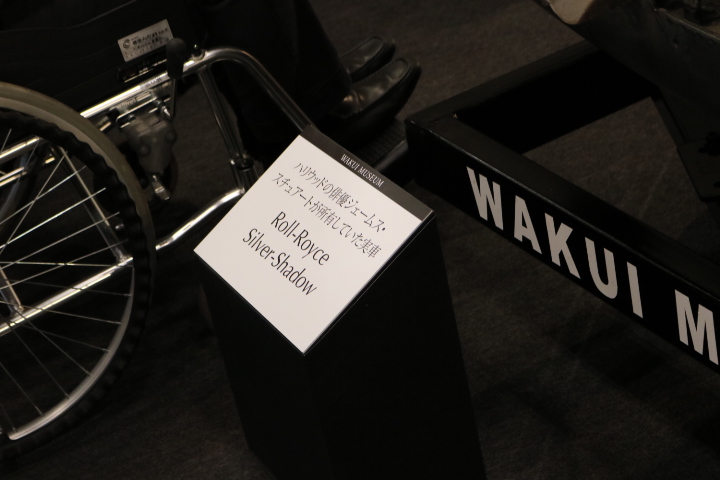 WAKUI MUSEUM
ハリウッドの俳優ジェームス・
スチュアートが所有していた実車
Roll-Royce
Silver-Shadow
WAKUI M